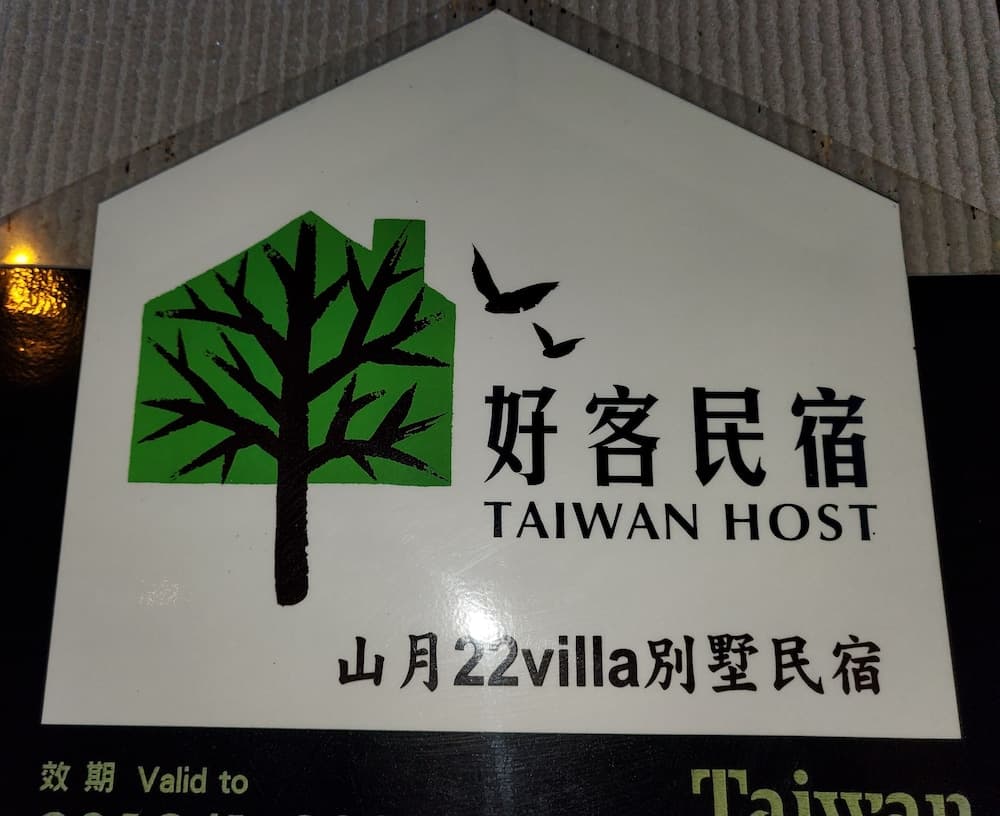 好客民宿
TAIWAN HOST
山月22villa別墅民宿
效期 Valid to
Taiwan